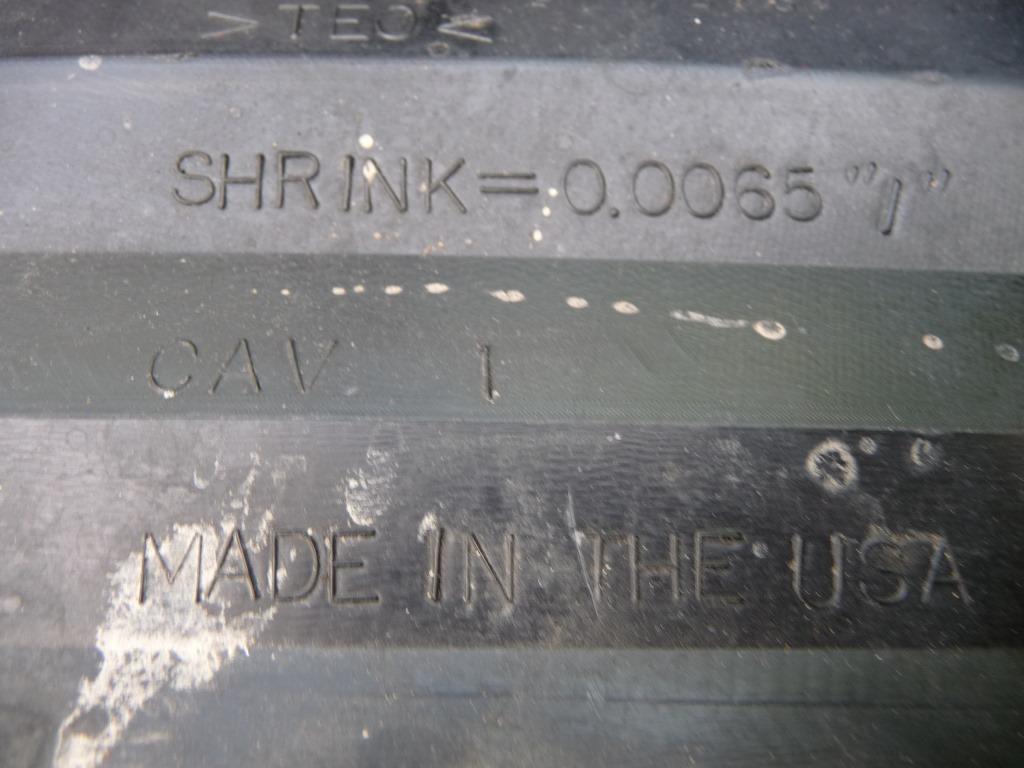 >TEO<
SHRINK=0.0065"/"
CAV 1
MADE IN THE USA